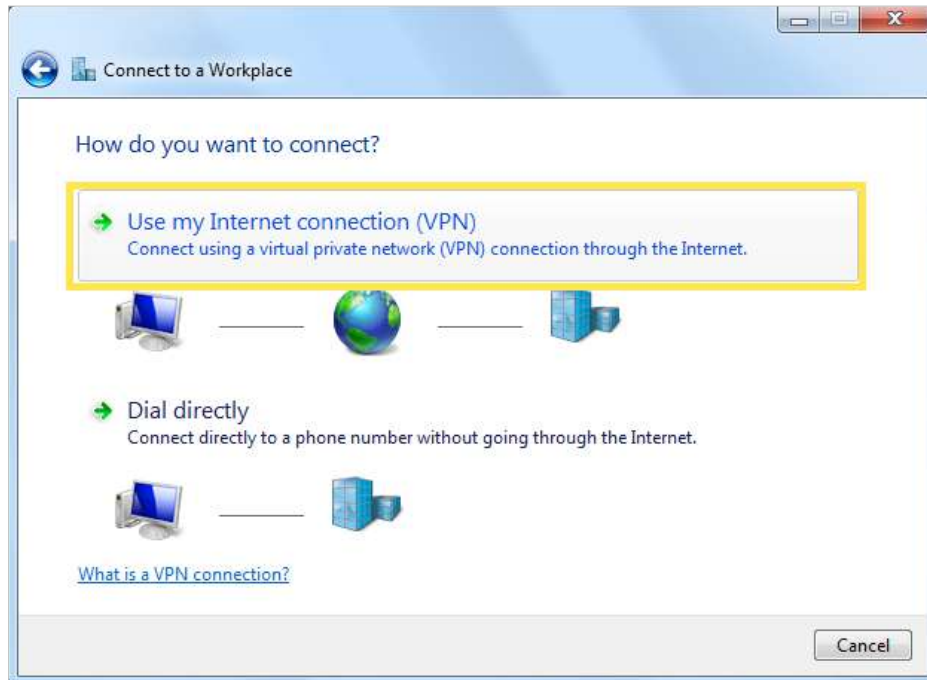 Connect to a Workplace
How do you want to connect?
Use my Internet connection (VPN)
Connect using a virtual private network (VPN) connection through the Internet.
Dial directly
Connect directly to a phone number without going through the Internet.
What is a VPN connection?
Cancel